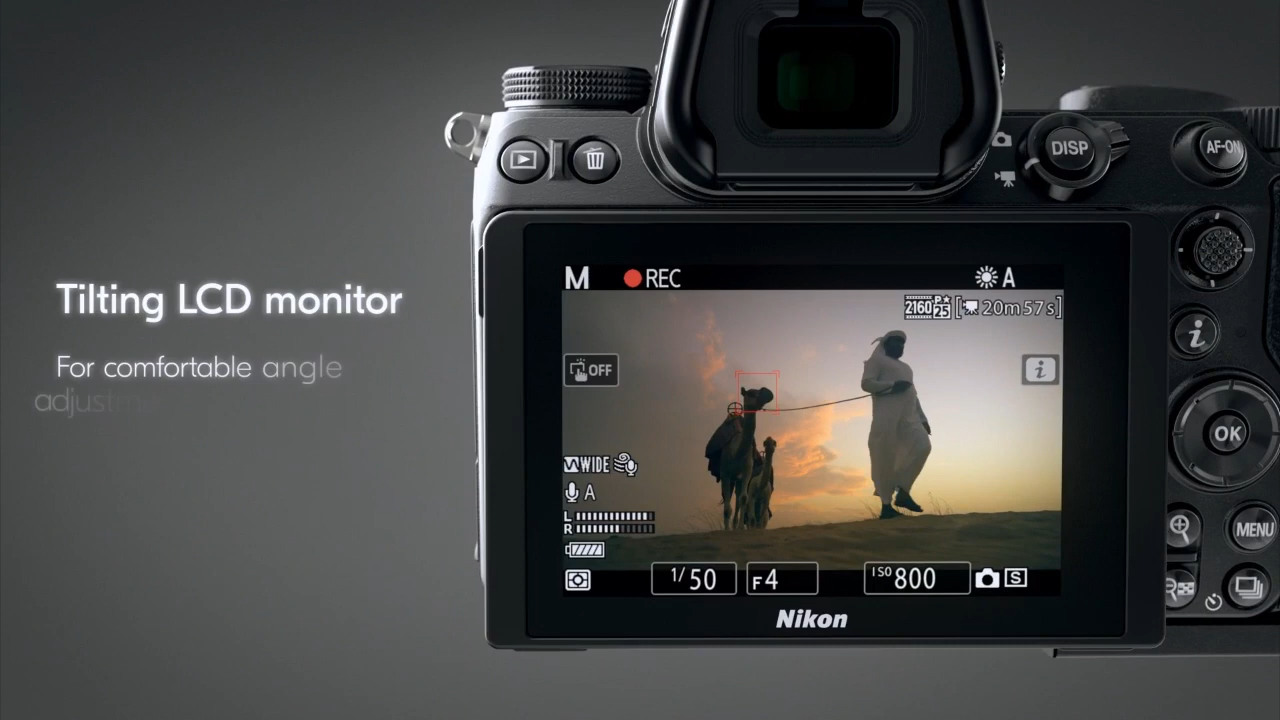 Tilting LCD monitor
For comfortable angle
DISP
AF-ON
M REC A
2160 25 [20m57s]
OFF
i
i
WIDE
A
L
R
OK
MENU
1/50 F4 ISO 800 S
Nikon